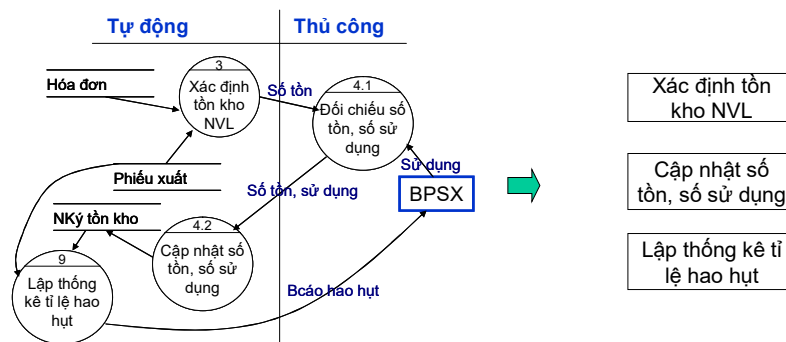 Tự động
Thủ công
3
Xác định
tồn kho
NVL
Hóa đơn
Số tồn
4.1
Đối chiếu số
tồn, số sử
dụng
Xác định tồn
kho NVL
Phiếu xuất
Sử dụng
BPSX
Số tồn, sử dụng
Cập nhật số
tồn, số sử dụng
NKý tồn kho
4.2
Cập nhật số
tồn, số sử
dụng
9
Lập thống
kê tỉ lệ hao
hụt
Bcáo hao hụt
Lập thống kê tỉ
lệ hao hụt